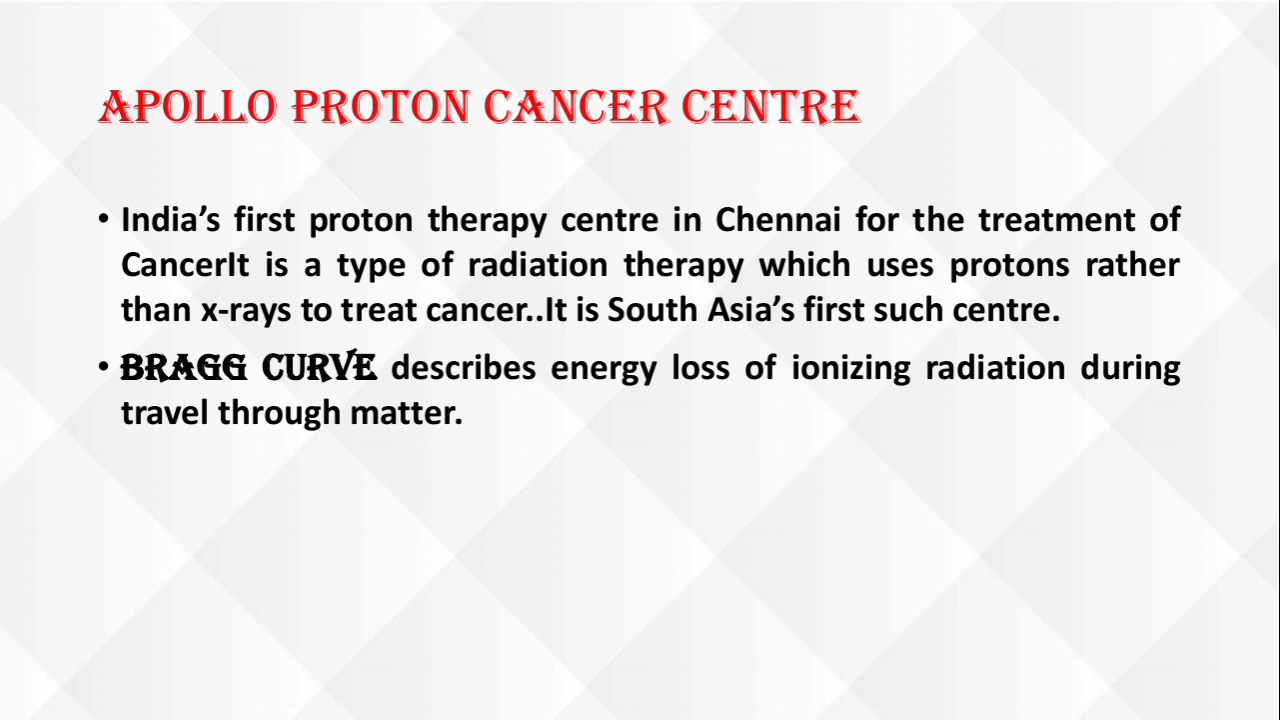 APOLLO PROTON CANCER CENTRE
• India’s first proton therapy centre in Chennai for the treatment of
CancerIt is a type of radiation therapy which uses protons rather
than x-rays to treat cancer..It is South Asia’s first such centre.
• BRAGG CURVE describes energy loss of ionizing radiation during
travel through matter.